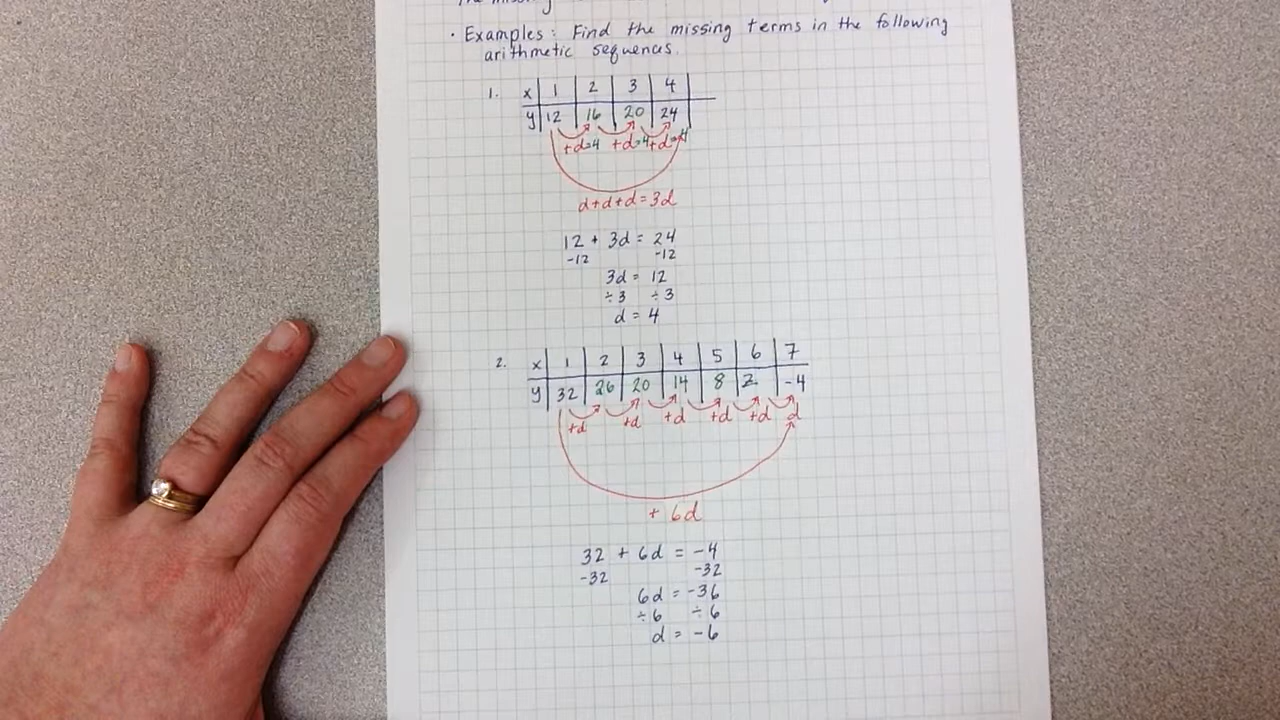 The missing
• Examples: Find the missing terms in the following
arithmetic sequences.
1. x 1 2 3 4
y 12 16 20 24
+d=4 +d=4 +d=4
d+d+d=3d
12 + 3d = 24
-12 -12
3d = 12
÷3 ÷3
d = 4
2. x 1 2 3 4 5 6 7
y 32 26 20 14 8 2 -4
+d +d +d +d +d d
+ 6d
32 + 6d = -4
-32 -32
6d = -36
÷6 ÷6
d = -6